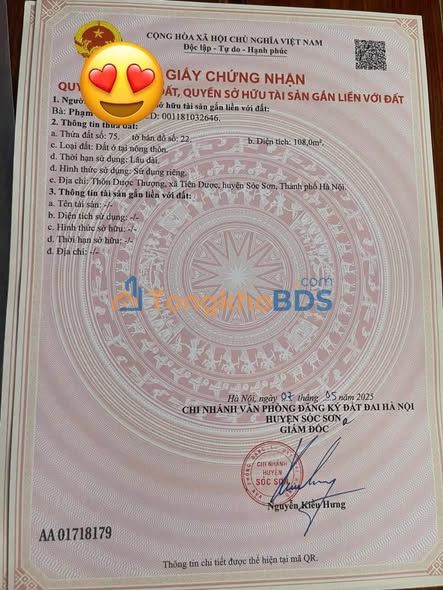 CỘNG HÒA XÃ HỘI CHỦ NGHĨA VIỆT NAM
Độc lập - Tự do - Hạnh phúc
GIẤY CHỨNG NHẬN
ĐẤT, QUYỀN SỞ HỮU TÀI SẢN GẮN LIỀN VỚI ĐẤT
1. Người sở hữu tài sản gắn liền với đất:
Bà: Phạm 001181032646.
2. Thông tin thửa đất:
a. Thửa đất số: 75. tờ bản đồ số: 22. b. Diện tích: 108,0m².
c. Loại đất: Đất ở tại nông thôn.
d. Thời hạn sử dụng: Lâu dài.
đ. Hình thức sử dụng: Sử dụng riêng.
e. Địa chỉ: Thôn Dược Thượng, xã Tiên Dược, huyện Sóc Sơn, Thành phố Hà Nội.
3. Thông tin tài sản gắn liền với đất:
a. Tên tài sản: -/-
b. Diện tích sử dụng: -/-
c. Hình thức sở hữu: -/-
d. Thời hạn sở hữu: -/-
đ. Địa chỉ: -/-
TongkhoBDS.com
Hà Nội, ngày 07 tháng 05 năm 2025
CHI NHÁNH VĂN PHÒNG ĐĂNG KÝ ĐẤT ĐAI HÀ NỘI
HUYỆN SÓC SƠN
GIÁM ĐỐC
CHI NHÁNH
HUYỆN
SÓC SƠN
Nguyễn Kiều Hưng
AA 01718179
Thông tin chi tiết được thể hiện tại mã QR.